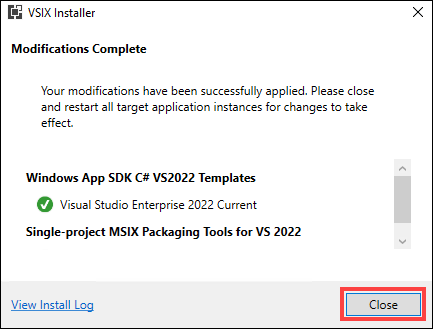 VSIX Installer
Modifications Complete
Your modifications have been successfully applied. Please close
and restart all target application instances for changes to take
effect.
Windows App SDK C# VS2022 Templates
Visual Studio Enterprise 2022 Current
Single-project MSIX Packaging Tools for VS 2022
View Install Log
Close